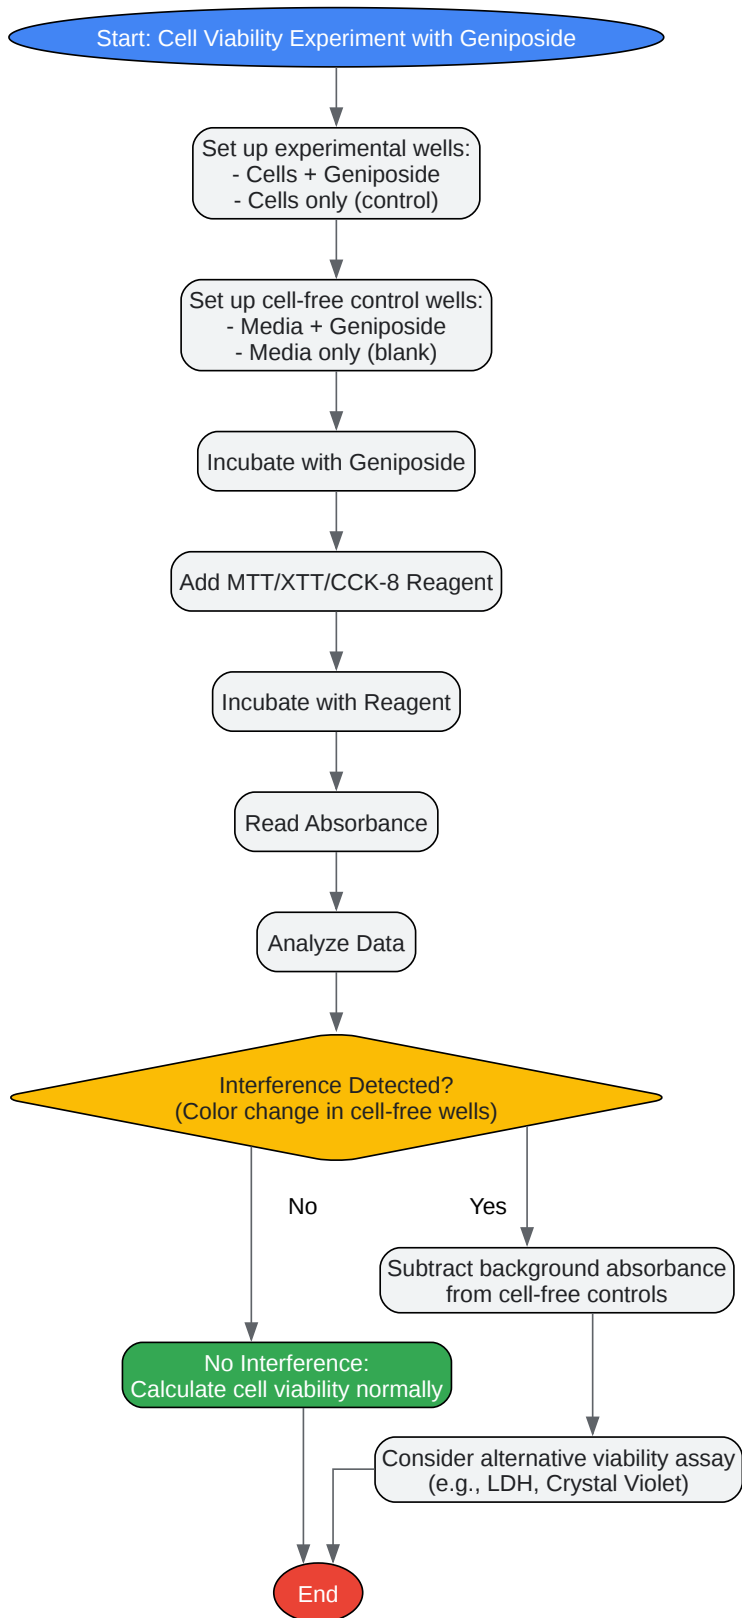 Start: Cell Viability Experiment with Geniposide
Set up experimental wells:
- Cells + Geniposide
- Cells only (control)
Set up cell-free control wells:
- Media + Geniposide
- Media only (blank)
Incubate with Geniposide
Add MTT/XTT/CCK-8 Reagent
Incubate with Reagent
Read Absorbance
Analyze Data
Interference Detected?
(Color change in cell-free wells)
No
Yes
Subtract background absorbance
from cell-free controls
No Interference:
Calculate cell viability normally
Consider alternative viability assay
(e.g., LDH, Crystal Violet)
End